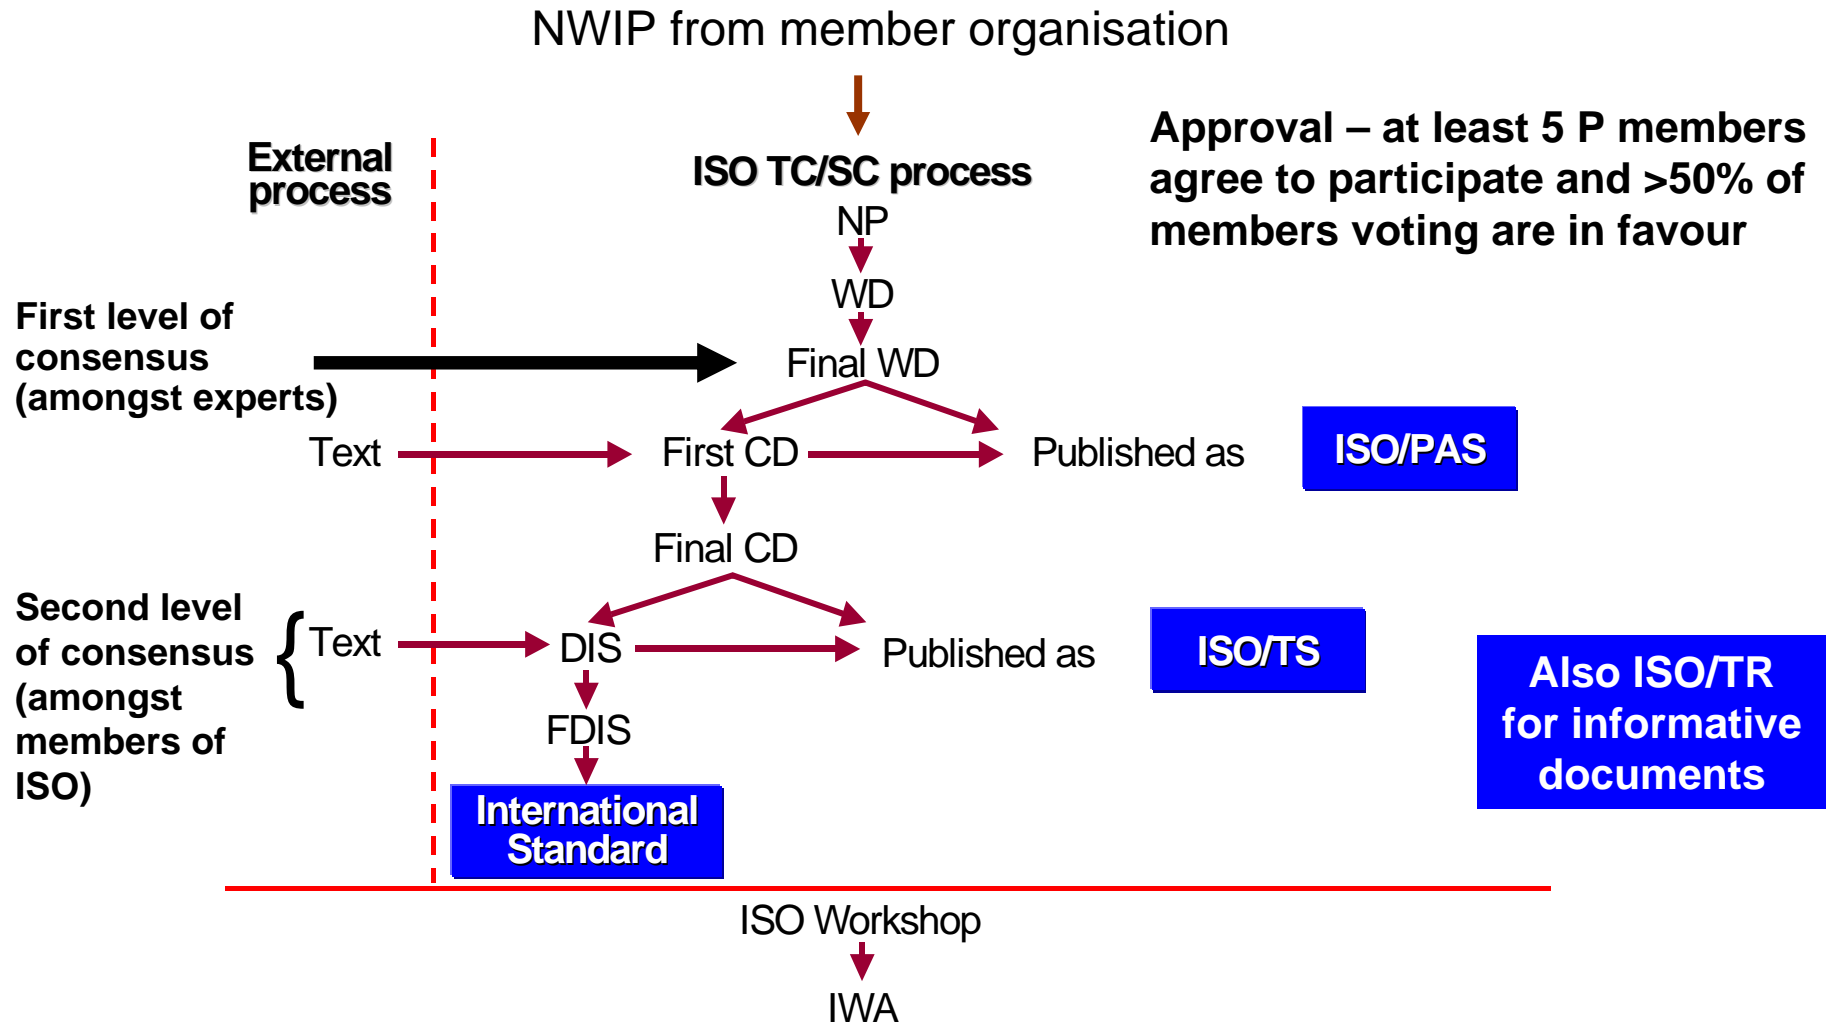 NWIP from member organisation
Approval – at least 5 P members
agree to participate and >50% of
members voting are in favour
External
process
ISO TC/SC process
NP
WD
First level of
consensus
(amongst experts)
Final WD
Text
First CD
Published as
ISO/PAS
Final CD
Second level
of consensus
(amongst
members of
ISO)
{
Text
DIS
Published as
ISO/TS
Also ISO/TR
for informative
documents
FDIS
International
Standard
ISO Workshop
IWA